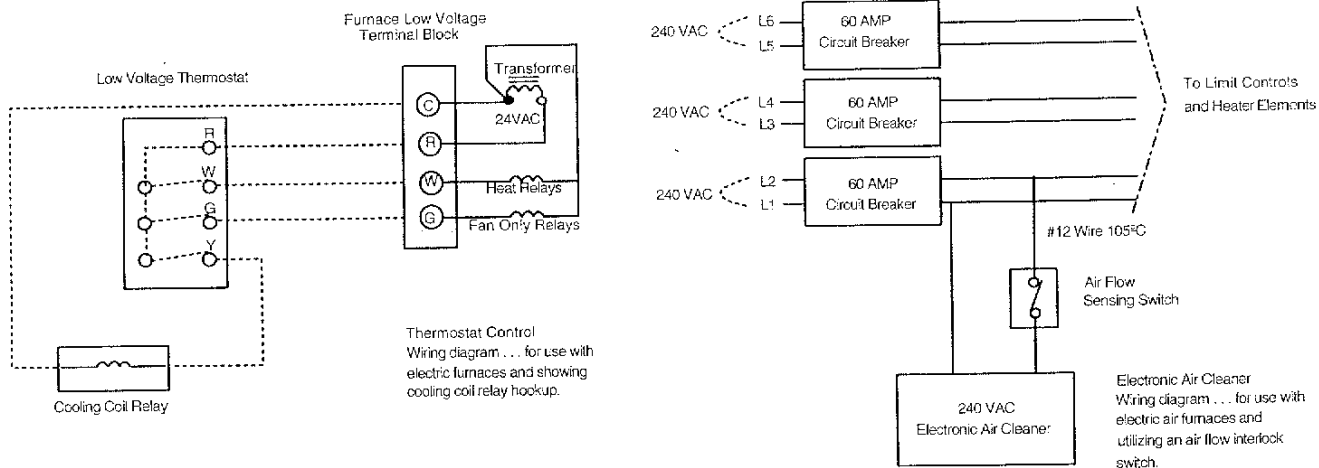 Furnace Low Voltage
Terminal Block
Low Voltage Thermostat
Transformer
24VAC
C
R
W
G
Heat Relays
Fan Only Relays
R
W
G
Y
Cooling Coil Relay
Thermostat Control
Wiring diagram . . . for use with
electric furnaces and showing
cooling coil relay hookup.
240 VAC
L6
L5
60 AMP
Circuit Breaker
240 VAC
L4
L3
60 AMP
Circuit Breaker
240 VAC
L2
L1
60 AMP
Circuit Breaker
To Limit Controls
and Heater Elements
#12 Wire 105ºC
Air Flow
Sensing Switch
240 VAC
Electronic Air Cleaner
Electronic Air Cleaner
Wiring diagram . . . for use with
electric air furnaces and
utilizing an air flow interlock
switch.